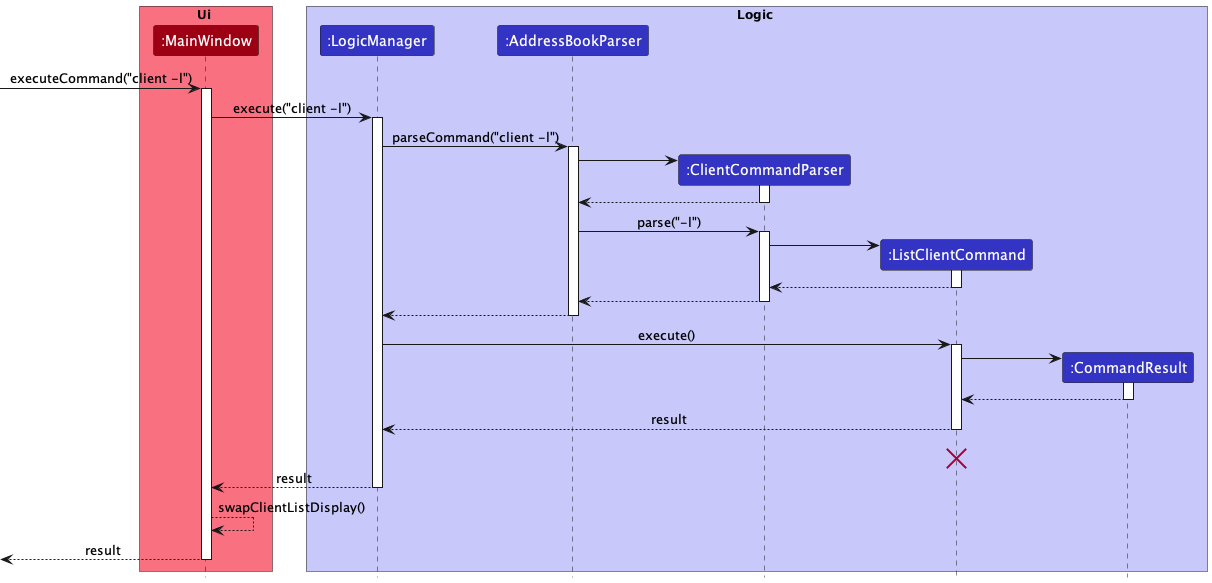 Ui
Logic
:MainWindow
:LogicManager
:AddressBookParser
executeCommand("client -l")
execute("client -l")
parseCommand("client -l")
:ClientCommandParser
parse("-l")
:ListClientCommand
execute()
:CommandResult
result
result
swapClientListDisplay()
result